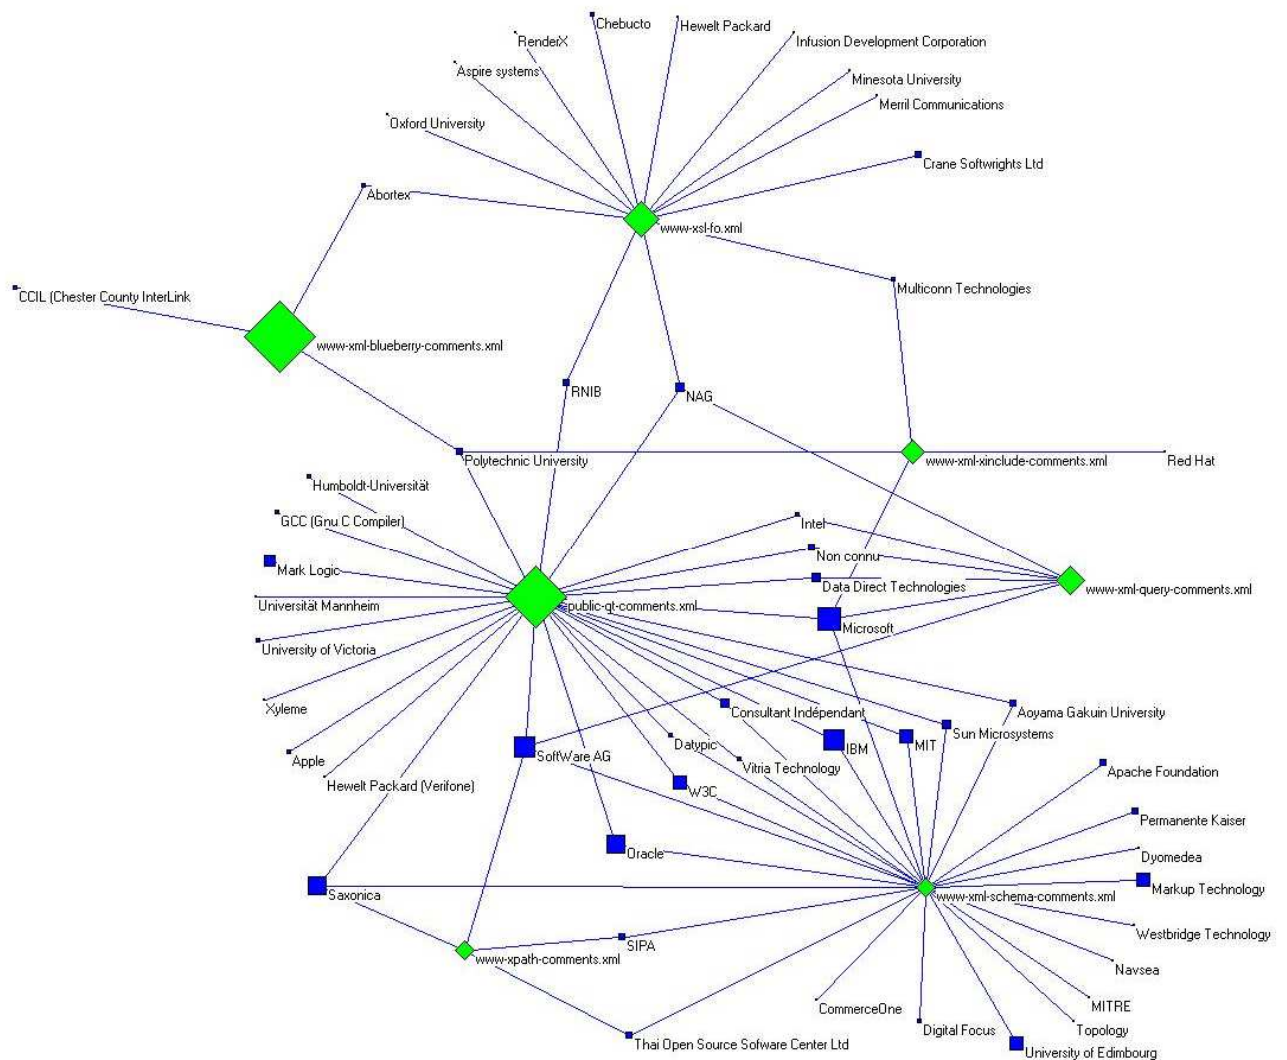 Chebucto
Hewelt Packard
RenderX
Infusion Development Corporation
Aspire systems
Minesota University
Merril Communications
Oxford University
Crane Softwrights Ltd
Abortex
www-xsl-fo.xml
Multiconn Technologies
CCIL (Chester County InterLink
www-xml-blueberry-comments.xml
RNIB
NAG
Polytechnic University
www-xml-xinclude-comments.xml
Red Hat
Humboldt-Universität
GCC (Gnu C Compiler)
Intel
Non connu
Mark Logic
Data Direct Technologies
www-xml-query-comments.xml
Universität Mannheim
public-qt-comments.xml
Microsoft
University of Victoria
Xyleme
Consultant Indépendant
Aoyama Gakuin University
Sun Microsystems
Apple
SoftWare AG
Datypic
IBM
MIT
Vitria Technology
Apache Foundation
Hewelt Packard (Verifone)
W3C
Permanente Kaiser
Oracle
Dyomedea
Saxonica
www-xml-schema-comments.xml
Markup Technology
Westbridge Technology
SIPA
www-xpath-comments.xml
Navsea
CommerceOne
MITRE
Digital Focus
Topology
Thai Open Source Sofware Center Ltd
University of Edimbourg